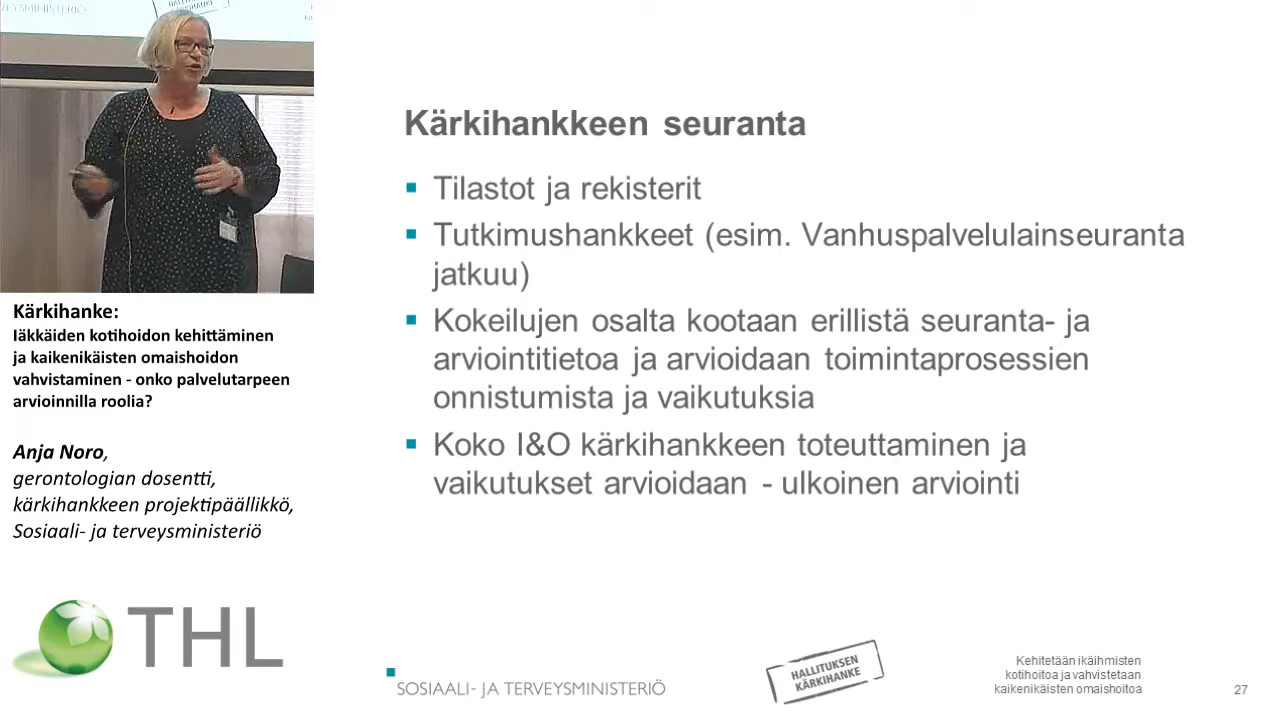 HALLITUKSEN
KÄRKIHANKE
Kärkihanke:
Iäkkäiden kotihoidon kehittäminen
ja kaikenikäisten omaishoidon
vahvistaminen - onko palvelutarpeen
arvioinnilla roolia?
Anja Noro,
gerontologian dosentti,
kärkihankkeen projektipäällikkö,
Sosiaali- ja terveysministeriö
THL
Kärkihankkeen seuranta
Tilastot ja rekisterit
Tutkimushankkeet (esim. Vanhuspalvelulainseuranta
jatkuu)
Kokeilujen osalta kootaan erillistä seuranta- ja
arviointitietoa ja arvioidaan toimintaprosessien
onnistumista ja vaikutuksia
Koko I&O kärkihankkeen toteuttaminen ja
vaikutukset arvioidaan - ulkoinen arviointi
SOSIAALI- JA TERVEYSMINISTERIÖ
HALLITUKSEN
KÄRKIHANKE
Kehitetään ikäihmisten
kotihoitoa ja vahvistetaan
kaikenikäisten omaishoitoa
27